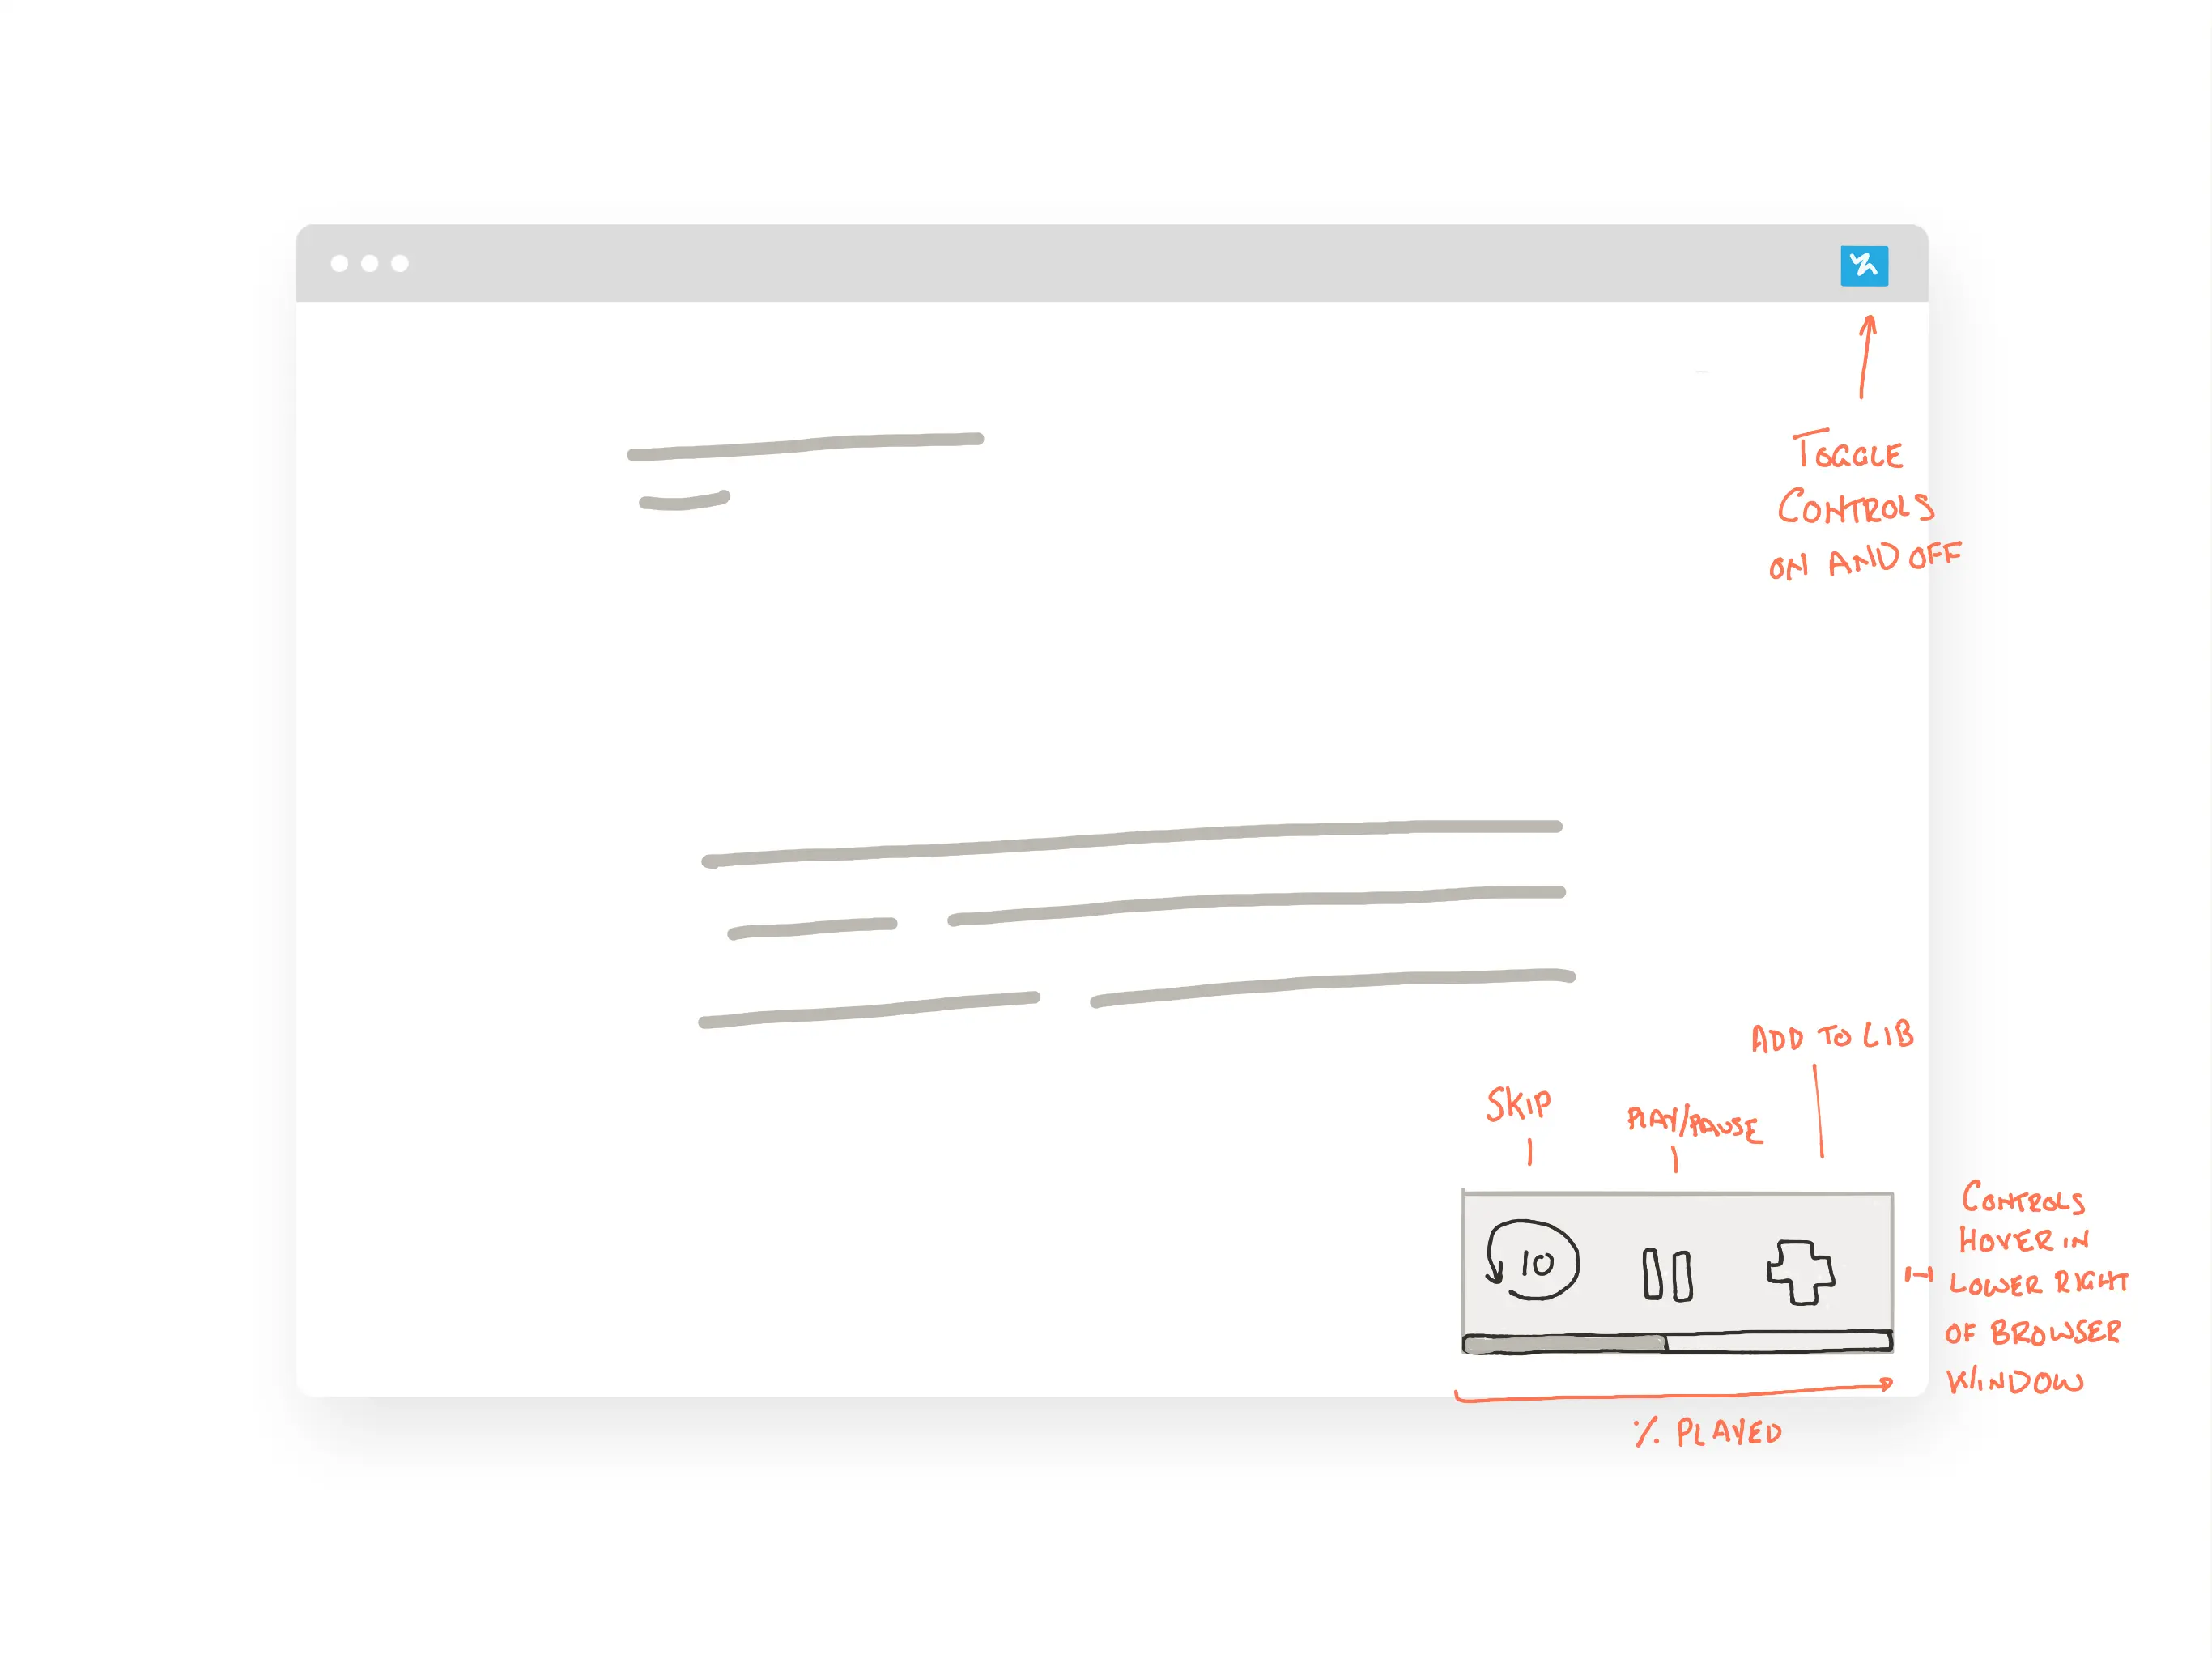 TOGGLE
CONTROLS
ON AND OFF
ADD TO LIB
SKIP
PLAY/PAUSE
10
CONTROLS
HOVER IN
LOWER RIGHT
OF BROWSER
WINDOW
% PLAYED